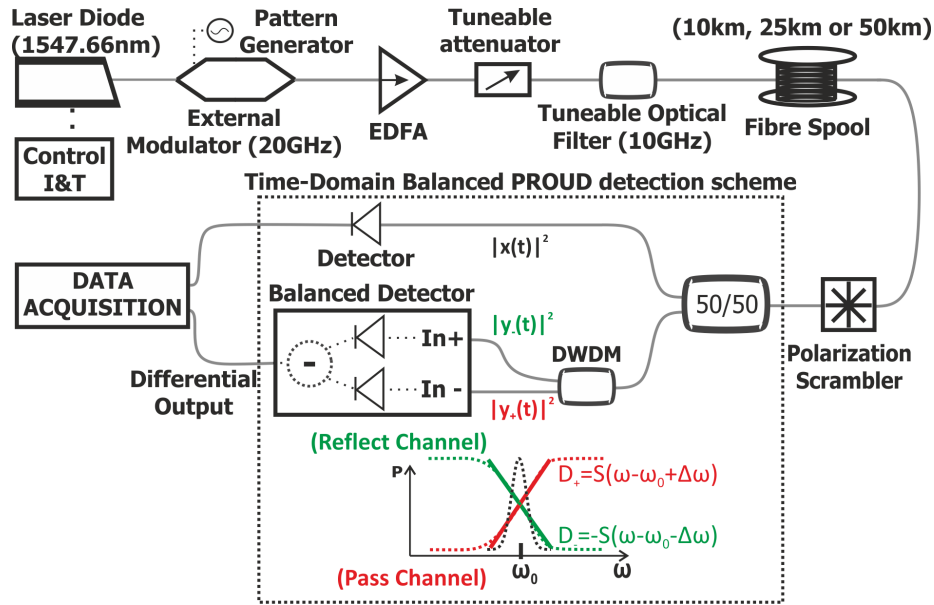 Laser Diode
(1547.66nm)
Pattern
Generator
Tuneable
attenuator
(10km, 25km or 50km)
External
Modulator (20GHz)
EDFA
Tuneable Optical
Filter (10GHz)
Fibre Spool
Control
I&T
Time-Domain Balanced PROUD detection scheme
|x(t)|²
Detector
DATA
ACQUISITION
Balanced Detector
50/50
|y₋(t)|²
In+
-
In -
DWDM
|y₊(t)|²
Polarization
Scrambler
Differential
Output
(Reflect Channel)
P
D₊=S(ω-ω₀+Δω)
D₋=-S(ω-ω₀-Δω)
(Pass Channel)
ω₀
ω